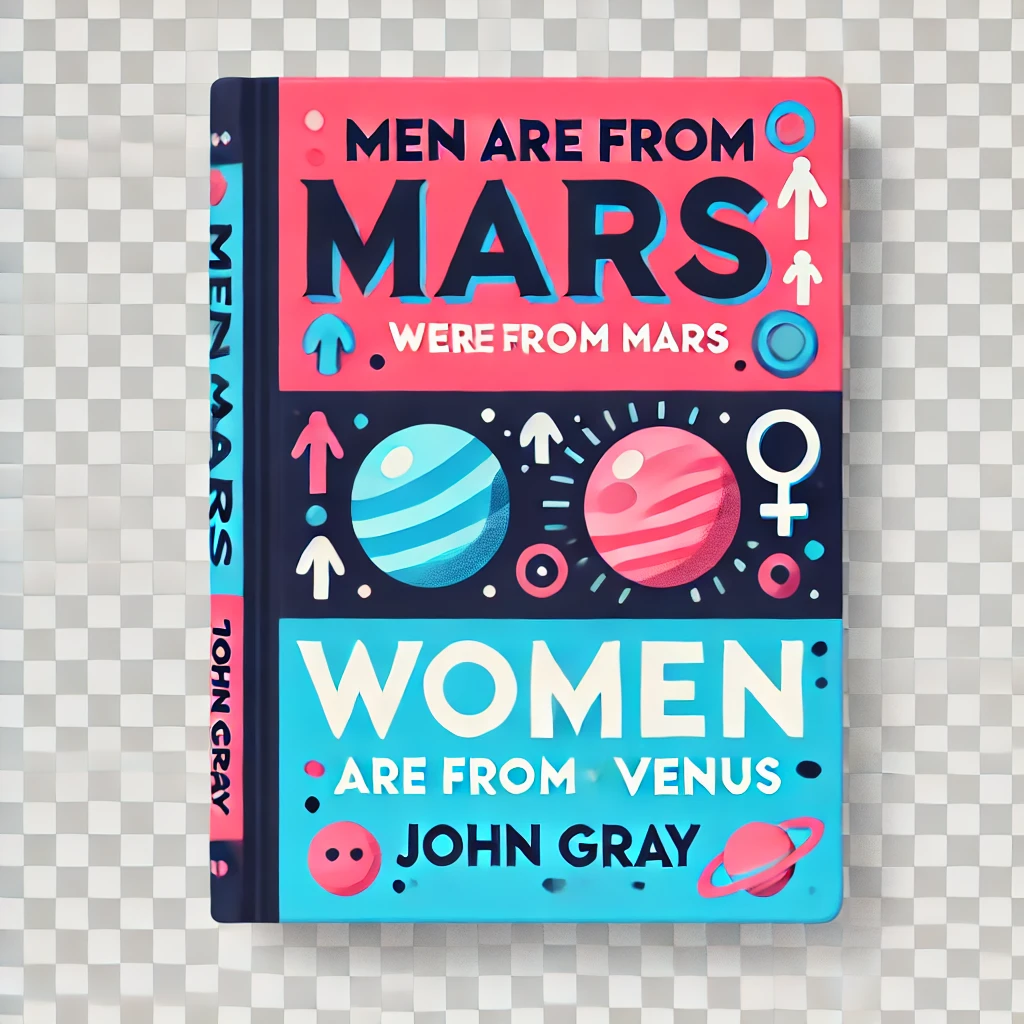 MEN ARE FROM
MARS
WERE FROM MARS
WOMEN
ARE FROM VENUS
JOHN GRAY
MEN MARS
JOHN GRAY